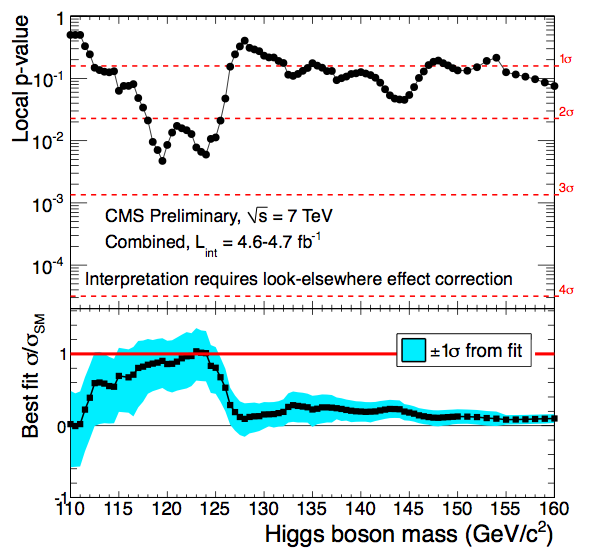 Local p-value
1
10⁻¹
10⁻²
10⁻³
10⁻⁴
1σ
2σ
3σ
4σ
CMS Preliminary, √s = 7 TeV
Combined, L_int = 4.6-4.7 fb⁻¹
Interpretation requires look-elsewhere effect correction
Best fit σ/σ_SM
1
0
-1
±1σ from fit
110 115 120 125 130 135 140 145 150 155 160
Higgs boson mass (GeV/c²)